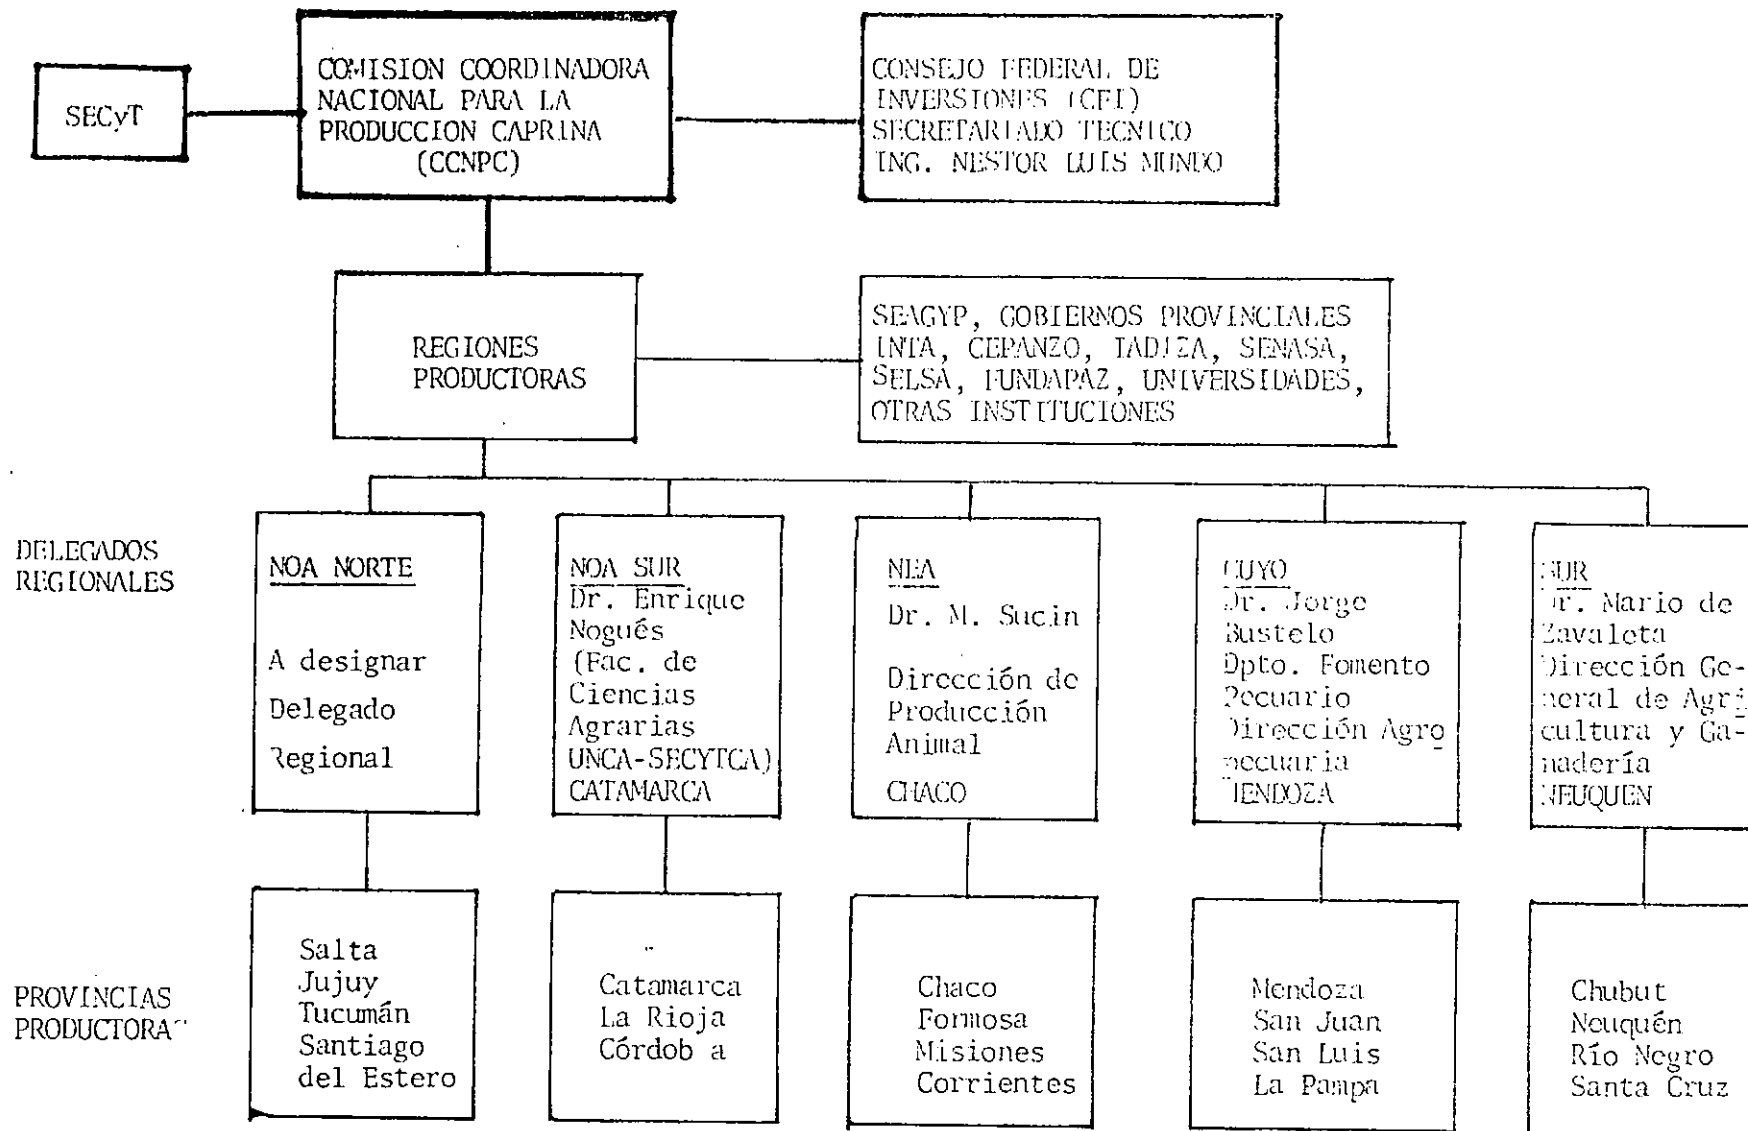 SECyT
COMISION COORDINADORA
NACIONAL PARA LA
PRODUCCION CAPRINA
(CCNPC)
CONSEJO FEDERAL DE
INVERSIONES (CFI)
SECRETARIADO TECNICO
ING. NESTOR LUIS MUNDO
REGIONES
PRODUCTORAS
SEAGYP, GOBIERNOS PROVINCIALES
INTA, CEPANZO, IADIZA, SENASA,
SELSA, FUNDAPAZ, UNIVERSIDADES,
OTRAS INSTITUCIONES
DELEGADOS
REGIONALES
NOA NORTE
A designar
Delegado
Regional
NOA SUR
Dr. Enrique
Nogués
(Fac. de
Ciencias
Agrarias
UNCA-SECYTCA)
CATAMARCA
NEA
Dr. M. Sucin
Dirección de
Producción
Animal
CHACO
CUYO
Dr. Jorge
Bustelo
Dpto. Fomento
Pecuario
Dirección Agro
pecuaria
MENDOZA
SUR
Dr. Mario de
Zavaleta
Dirección Ge-
neral de Agri
cultura y Ga-
nadería
NEUQUEN
PROVINCIAS
PRODUCTORAS
Salta
Jujuy
Tucumán
Santiago
del Estero
Catamarca
La Rioja
Córdob a
Chaco
Formosa
Misiones
Corrientes
Mendoza
San Juan
San Luis
La Pampa
Chubut
Neuquén
Río Negro
Santa Cruz